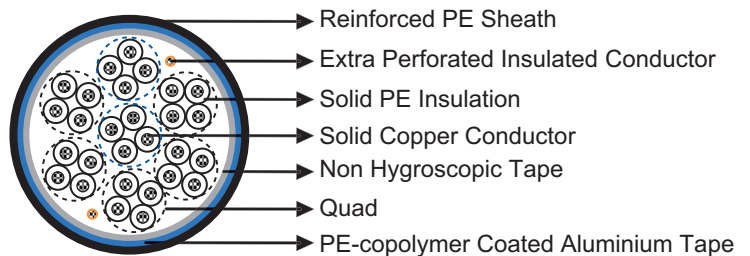 Reinforced PE Sheath
Extra Perforated Insulated Conductor
Solid PE Insulation
Solid Copper Conductor
Non Hygroscopic Tape
Quad
PE-copolymer Coated Aluminium Tape